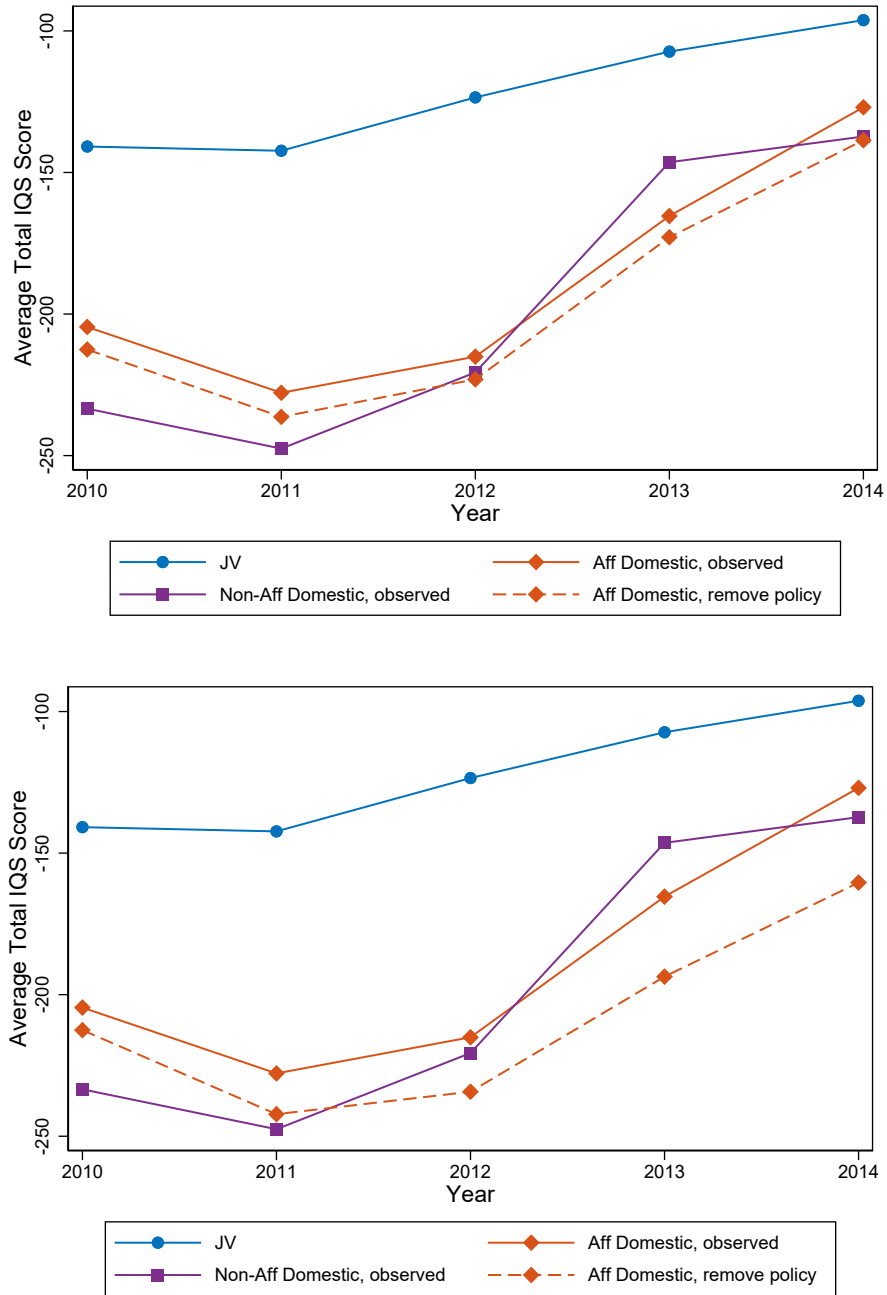 -100
-150
-200
-250
Average Total IQS Score
2010 2011 2012 2013 2014
Year
JV Aff Domestic, observed
Non-Aff Domestic, observed Aff Domestic, remove policy
-100
-150
-200
-250
Average Total IQS Score
2010 2011 2012 2013 2014
Year
JV Aff Domestic, observed
Non-Aff Domestic, observed Aff Domestic, remove policy